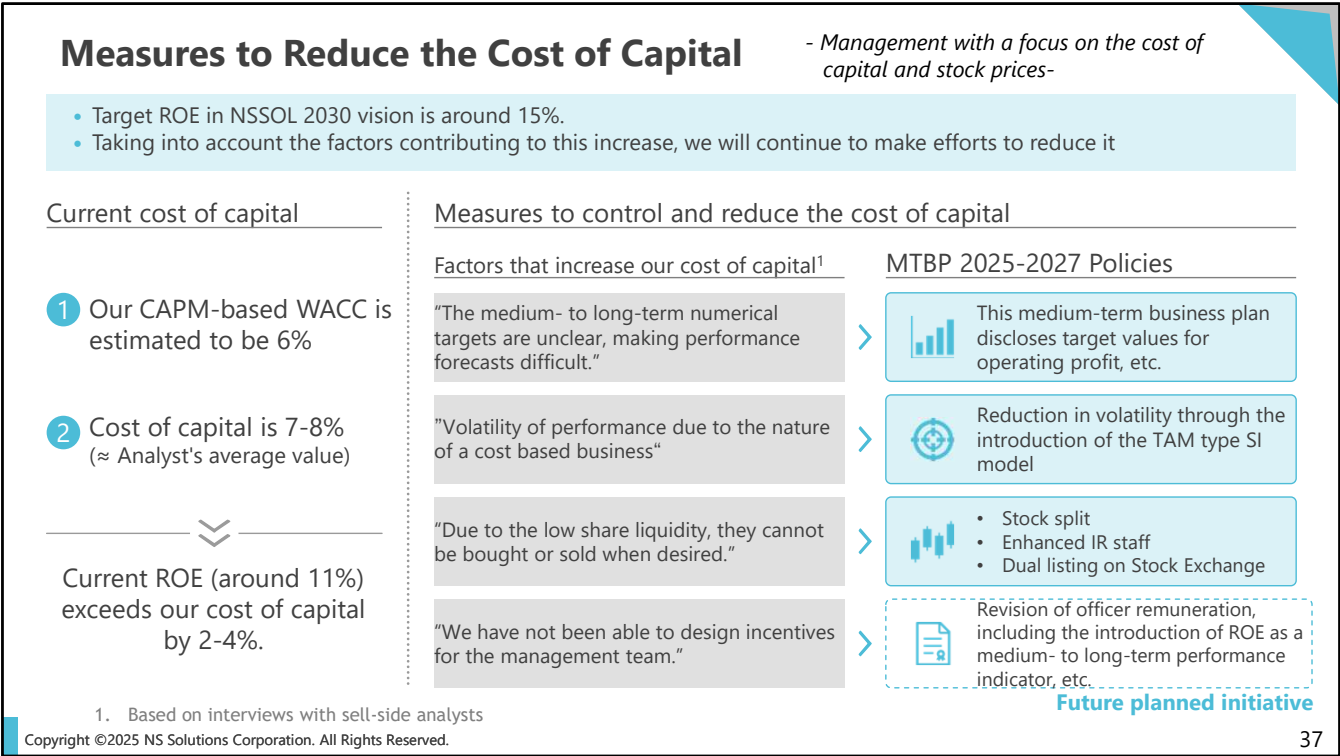 Measures to Reduce the Cost of Capital
- Management with a focus on the cost of
capital and stock prices-
• Target ROE in NSSOL 2030 vision is around 15%.
• Taking into account the factors contributing to this increase, we will continue to make efforts to reduce it
Current cost of capital
1 Our CAPM-based WACC is
estimated to be 6%
2 Cost of capital is 7-8%
(≈ Analyst's average value)
Current ROE (around 11%)
exceeds our cost of capital
by 2-4%.
Measures to control and reduce the cost of capital
Factors that increase our cost of capital1
MTBP 2025-2027 Policies
“The medium- to long-term numerical
targets are unclear, making performance
forecasts difficult.”
This medium-term business plan
discloses target values for
operating profit, etc.
”Volatility of performance due to the nature
of a cost based business“
Reduction in volatility through the
introduction of the TAM type SI
model
“Due to the low share liquidity, they cannot
be bought or sold when desired.”
• Stock split
• Enhanced IR staff
• Dual listing on Stock Exchange
“We have not been able to design incentives
for the management team.”
Revision of officer remuneration,
including the introduction of ROE as a
medium- to long-term performance
indicator, etc.
Future planned initiative
1. Based on interviews with sell-side analysts
Copyright ©2025 NS Solutions Corporation. All Rights Reserved.
37